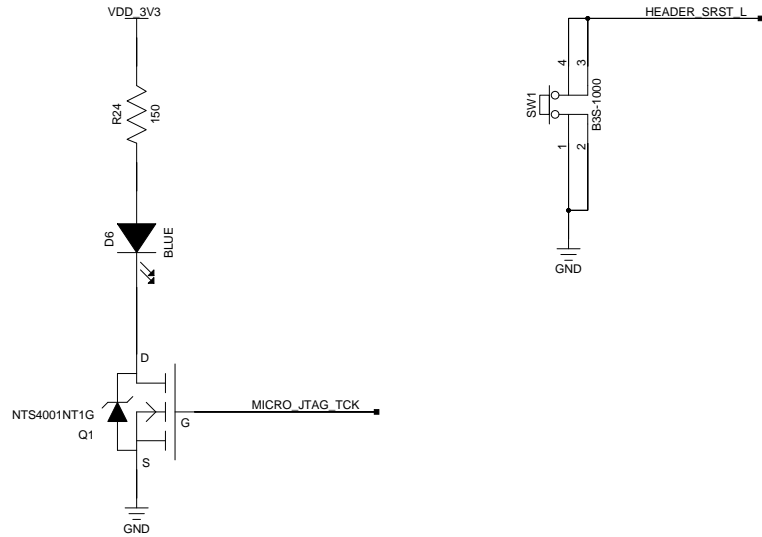 VDD_3V3
R24
150
D6
BLUE
D
NTS4001NT1G
Q1
G
S
MICRO_JTAG_TCK
GND
HEADER_SRST_L
4
3
SW1
B3S-1000
1
2
GND